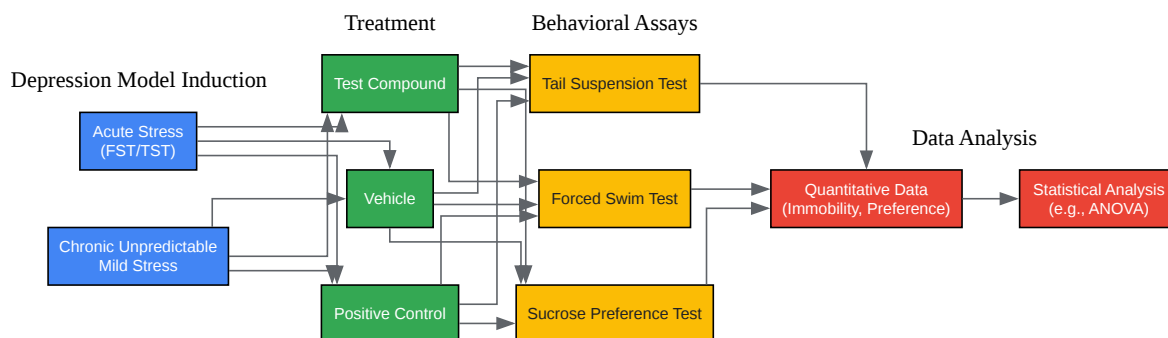 Depression Model Induction
Acute Stress
(FST/TST)
Chronic Unpredictable
Mild Stress
Treatment
Test Compound
Vehicle
Positive Control
Behavioral Assays
Tail Suspension Test
Forced Swim Test
Sucrose Preference Test
Data Analysis
Quantitative Data
(Immobility, Preference)
Statistical Analysis
(e.g., ANOVA)